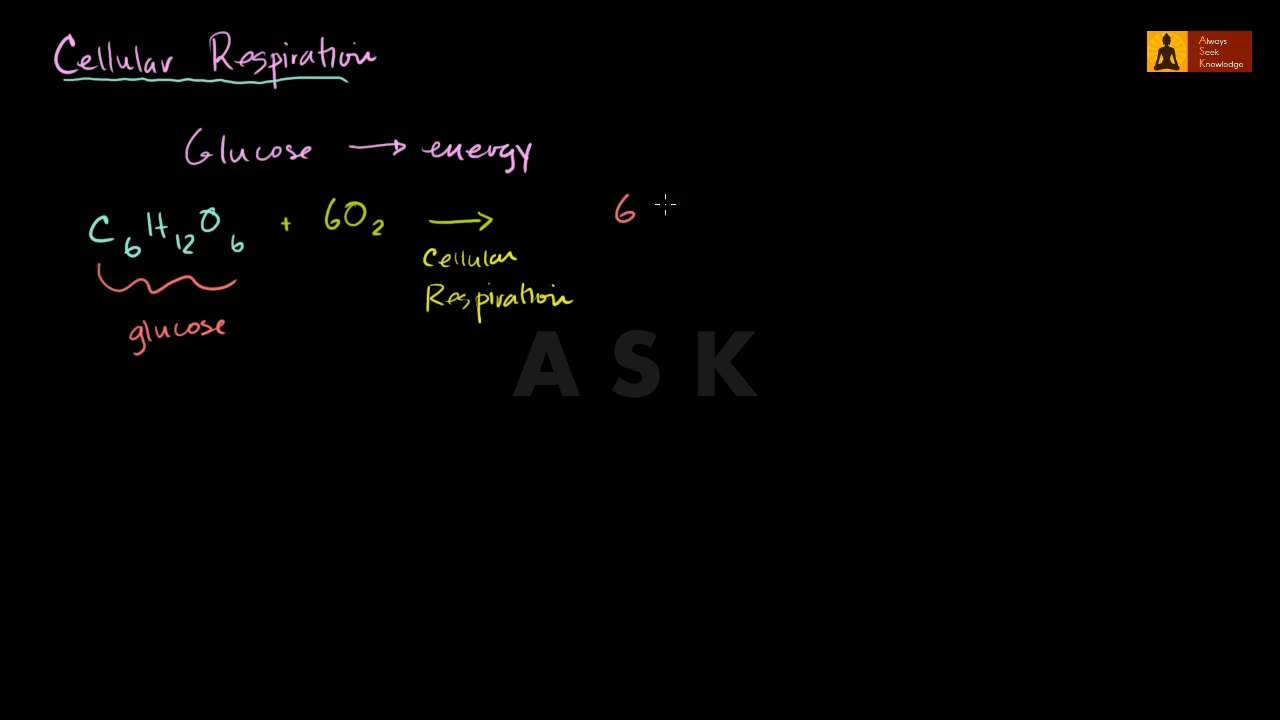 Cellular Respiration
Always
Seek
Knowledge
Glucose → energy
C6H12O6 + 6O2 → 6
Cellular
Respiration
glucose
ASK